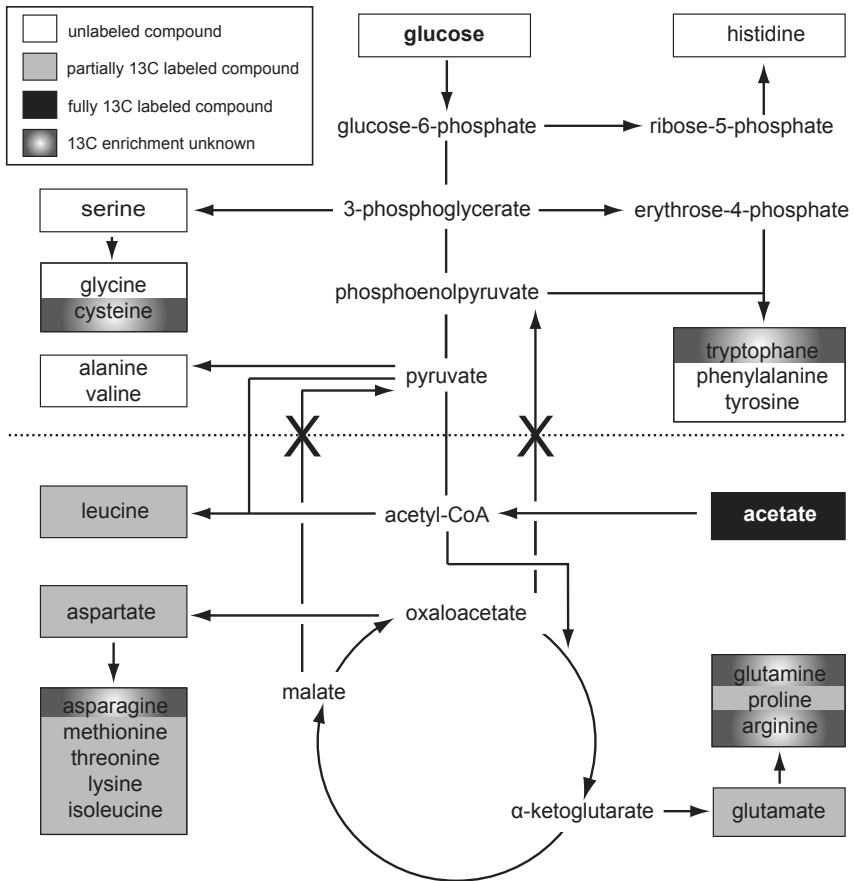 unlabeled compound
partially 13C labeled compound
fully 13C labeled compound
13C enrichment unknown
glucose
histidine
glucose-6-phosphate
ribose-5-phosphate
serine
3-phosphoglycerate
erythrose-4-phosphate
glycine
cysteine
phosphoenolpyruvate
tryptophane
phenylalanine
tyrosine
alanine
valine
pyruvate
X
X
leucine
acetyl-CoA
acetate
aspartate
oxaloacetate
malate
asparagine
methionine
threonine
lysine
isoleucine
glutamine
proline
arginine
α-ketoglutarate
glutamate